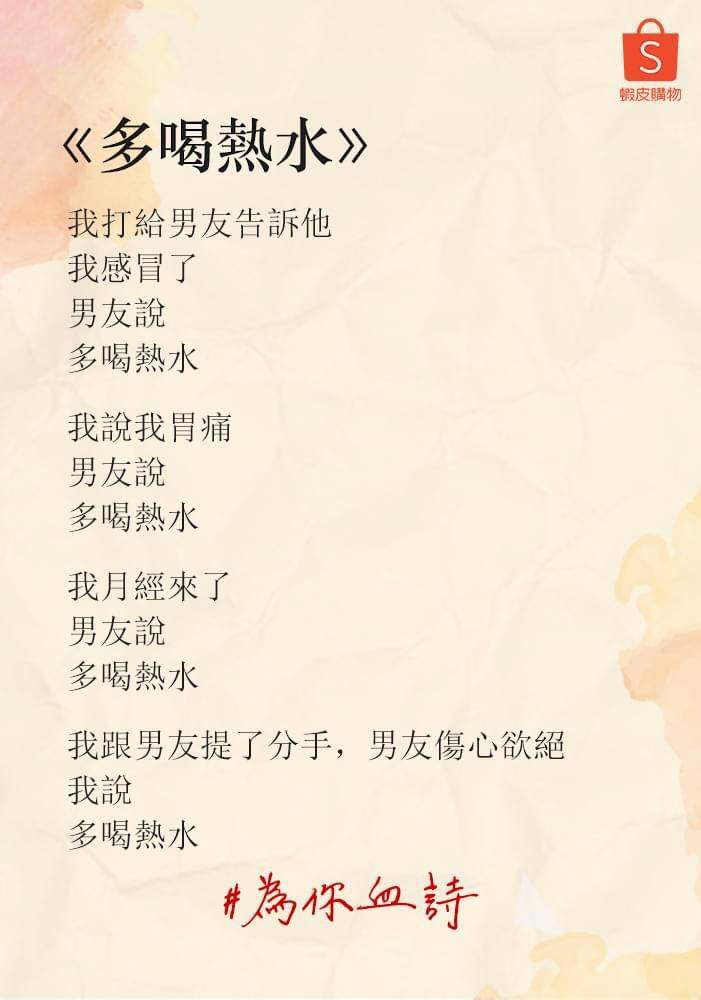 S
蝦皮購物
《多喝熱水》
我打給男友告訴他
我感冒了
男友說
多喝熱水
我說我胃痛
男友說
多喝熱水
我月經來了
男友說
多喝熱水
我跟男友提了分手，男友傷心欲絕
我說
多喝熱水
#為你血詩